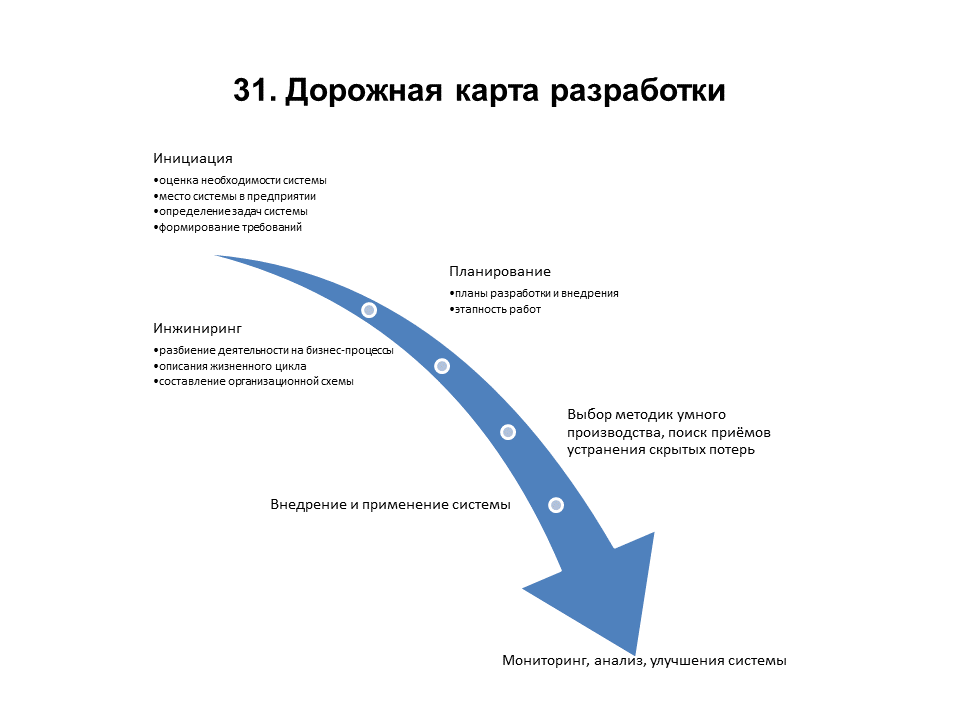 31. Дорожная карта разработки
Инициация
•оценка необходимости системы
•место системы в предприятии
•определение задач системы
•формирование требований
Планирование
•планы разработки и внедрения
•этапность работ
Инжиниринг
•разбиение деятельности на бизнес-процессы
•описания жизненного цикла
•составление организационной схемы
Выбор методик умного
производства, поиск приёмов
устранения скрытых потерь
Внедрение и применение системы
Мониторинг, анализ, улучшения системы